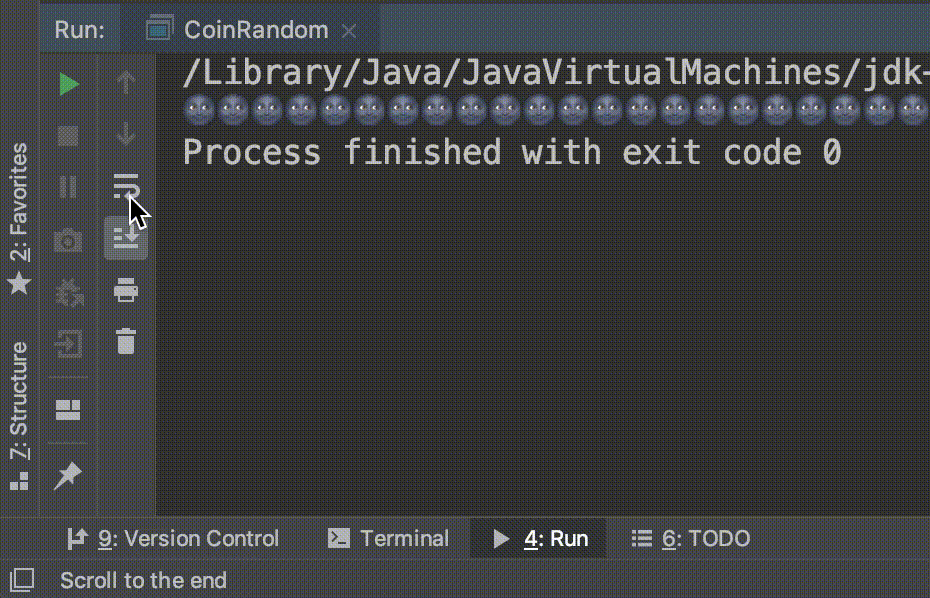 Run: CoinRandom
/Library/Java/JavaVirtualMachines/jdk-
🌚🌚🌚🌚🌚🌚🌚🌚🌚🌚🌚🌚🌚🌚🌚🌚🌚🌚🌚🌚🌚🌚
Process finished with exit code 0
2: Favorites
7: Structure
9: Version Control Terminal 4: Run 6: TODO
Scroll to the end